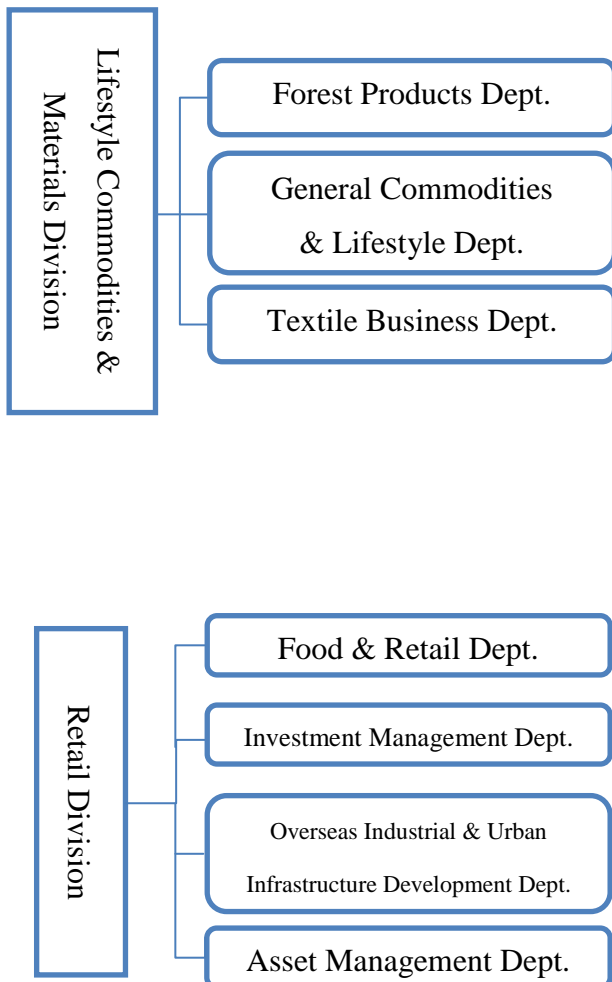 Lifestyle Commodities &
Materials Division
Forest Products Dept.
General Commodities
& Lifestyle Dept.
Textile Business Dept.
Retail Division
Food & Retail Dept.
Investment Management Dept.
Overseas Industrial & Urban
Infrastructure Development Dept.
Asset Management Dept.